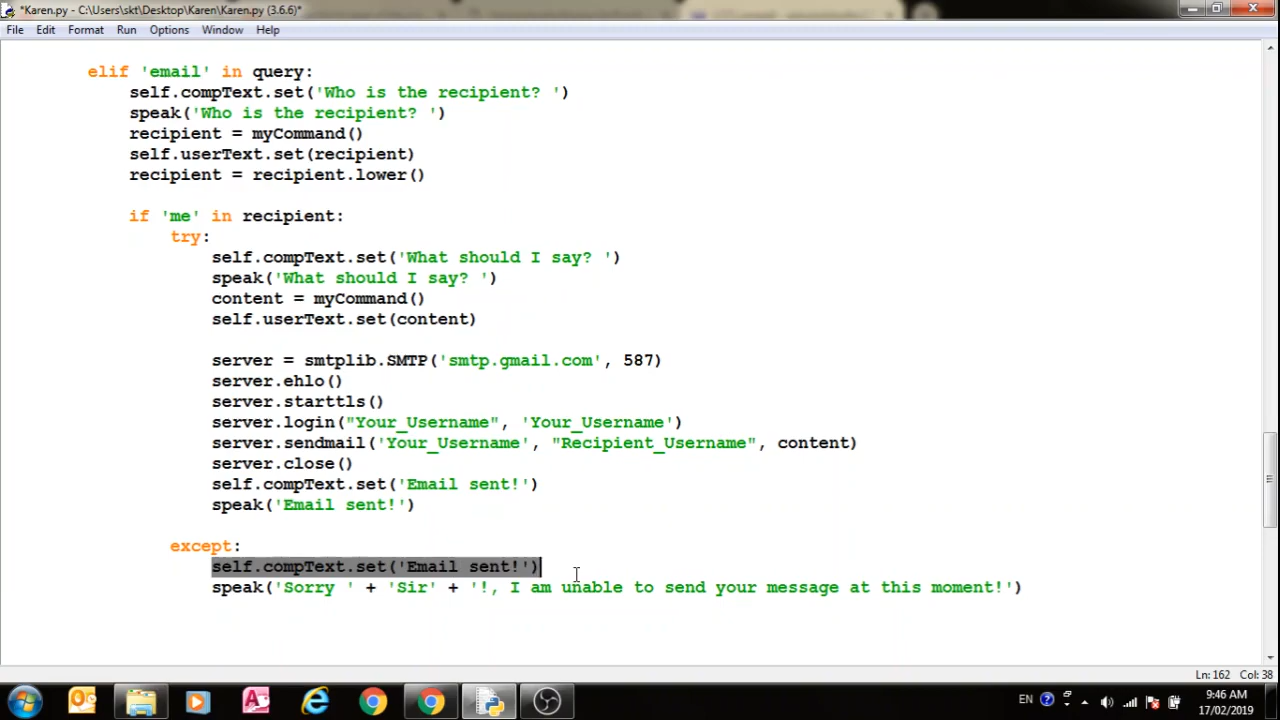 *Karen.py - C:\Users\skt\Desktop\Karen\Karen.py (3.6.6)*
File Edit Format Run Options Window Help
elif 'email' in query:
self.compText.set('Who is the recipient? ')
speak('Who is the recipient? ')
recipient = myCommand()
self.userText.set(recipient)
recipient = recipient.lower()
if 'me' in recipient:
try:
self.compText.set('What should I say? ')
speak('What should I say? ')
content = myCommand()
self.userText.set(content)
server = smtplib.SMTP('smtp.gmail.com', 587)
server.ehlo()
server.starttls()
server.login("Your_Username", 'Your_Username')
server.sendmail('Your_Username', "Recipient_Username", content)
server.close()
self.compText.set('Email sent!')
speak('Email sent!')
except:
self.compText.set('Email sent!')
speak('Sorry ' + 'Sir' + '!, I am unable to send your message at this moment!')
Ln: 162 Col: 38
EN
9:46 AM
17/02/2019